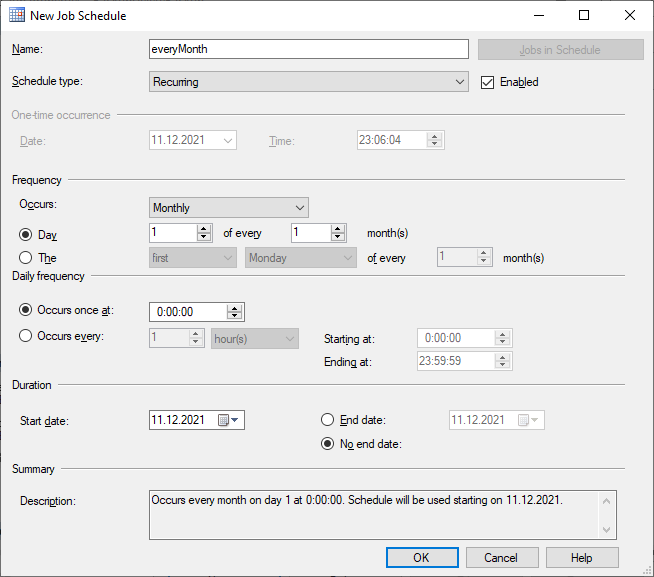 New Job Schedule
Name: everyMonth Jobs in Schedule
Schedule type: Recurring Enabled
One-time occurrence
Date: 11.12.2021 Time: 23:06:04
Frequency
Occurs: Monthly
Day 1 of every 1 month(s)
The first Monday of every 1 month(s)
Daily frequency
Occurs once at: 0:00:00
Occurs every: 1 hour(s) Starting at: 0:00:00
Ending at: 23:59:59
Duration
Start date: 11.12.2021 End date: 11.12.2021
No end date:
Summary
Description: Occurs every month on day 1 at 0:00:00. Schedule will be used starting on 11.12.2021.
OK Cancel Help